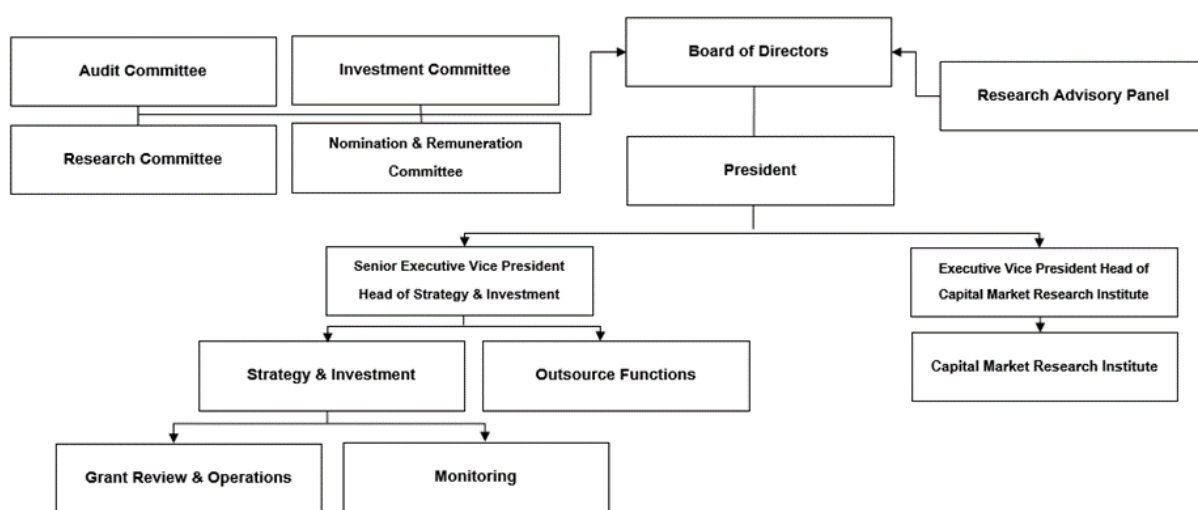 Board of Directors
Audit Committee
Investment Committee
Research Advisory Panel
Research Committee
Nomination & Remuneration
Committee
President
Senior Executive Vice President
Head of Strategy & Investment
Executive Vice President Head of
Capital Market Research Institute
Strategy & Investment
Outsource Functions
Capital Market Research Institute
Grant Review & Operations
Monitoring